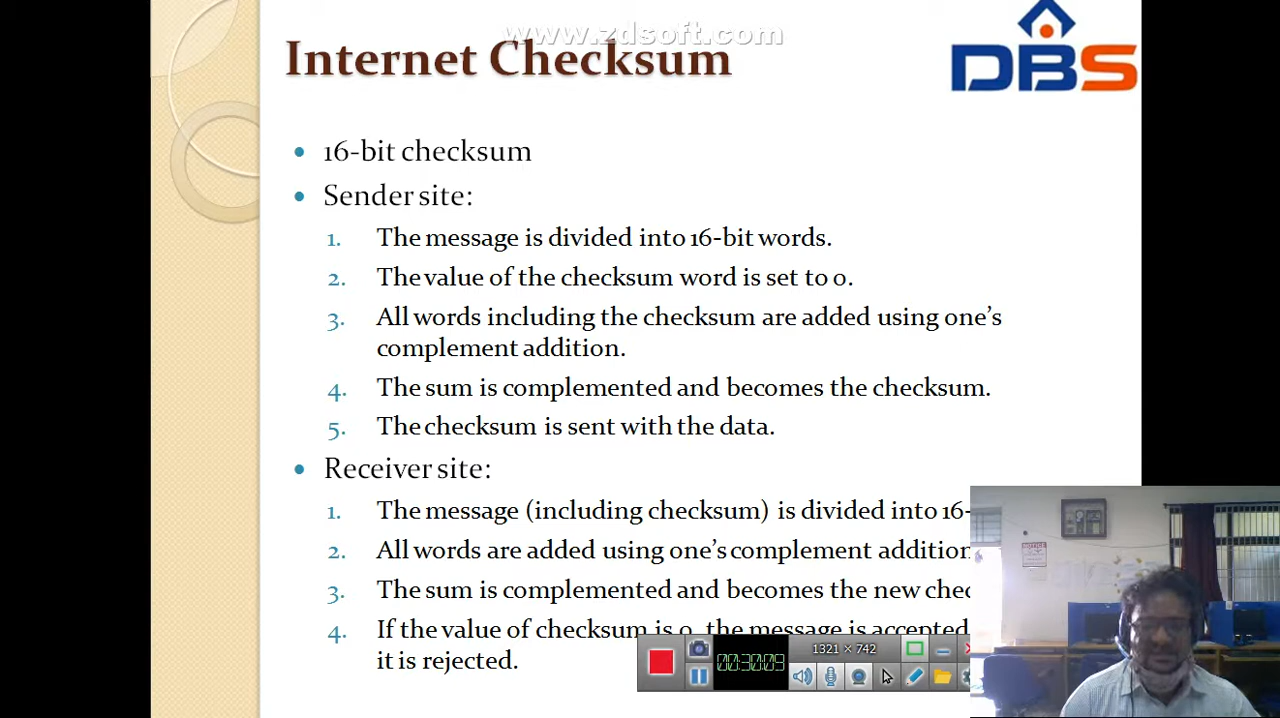 www.zdsoft.com
Internet Checksum
DBS
• 16-bit checksum
• Sender site:
1. The message is divided into 16-bit words.
2. The value of the checksum word is set to 0.
3. All words including the checksum are added using one's
complement addition.
4. The sum is complemented and becomes the checksum.
5. The checksum is sent with the data.
• Receiver site:
1. The message (including checksum) is divided into 16-
2. All words are added using one's complement addition
3. The sum is complemented and becomes the new chec
4. If the value of checksum is 0, the message is accepted
it is rejected.
1321 × 742
00:30:09